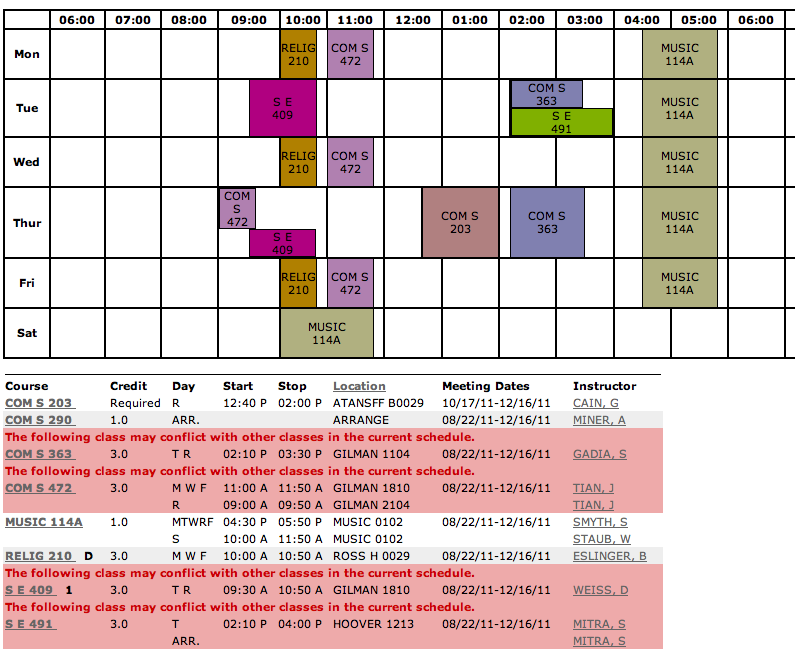 06:00 07:00 08:00 09:00 10:00 11:00 12:00 01:00 02:00 03:00 04:00 05:00 06:00
Mon
RELIG
210
COM S
472
MUSIC
114A
Tue
S E
409
COM S
363
S E
491
MUSIC
114A
Wed
RELIG
210
COM S
472
MUSIC
114A
Thur
COM
S
472
S E
409
COM S
203
COM S
363
MUSIC
114A
Fri
RELIG
210
COM S
472
MUSIC
114A
Sat
MUSIC
114A
Course Credit Day Start Stop Location Meeting Dates Instructor
COM S 203 Required R 12:40 P 02:00 P ATANSFF B0029 10/17/11-12/16/11 CAIN, G
COM S 290 1.0 ARR. ARRANGE 08/22/11-12/16/11 MINER, A
The following class may conflict with other classes in the current schedule.
COM S 363 3.0 T R 02:10 P 03:30 P GILMAN 1104 08/22/11-12/16/11 GADIA, S
The following class may conflict with other classes in the current schedule.
COM S 472 3.0 M W F 11:00 A 11:50 A GILMAN 1810 08/22/11-12/16/11 TIAN, J
R 09:00 A 09:50 A GILMAN 2104 TIAN, J
MUSIC 114A 1.0 MTWRF 04:30 P 05:50 P MUSIC 0102 08/22/11-12/16/11 SMYTH, S
S 10:00 A 11:50 A MUSIC 0102 STAUB, W
RELIG 210 D 3.0 M W F 10:00 A 10:50 A ROSS H 0029 08/22/11-12/16/11 ESLINGER, B
The following class may conflict with other classes in the current schedule.
S E 409 1 3.0 T R 09:30 A 10:50 A GILMAN 1810 08/22/11-12/16/11 WEISS, D
The following class may conflict with other classes in the current schedule.
S E 491 3.0 T 02:10 P 04:00 P HOOVER 1213 08/22/11-12/16/11 MITRA, S
ARR. MITRA, S